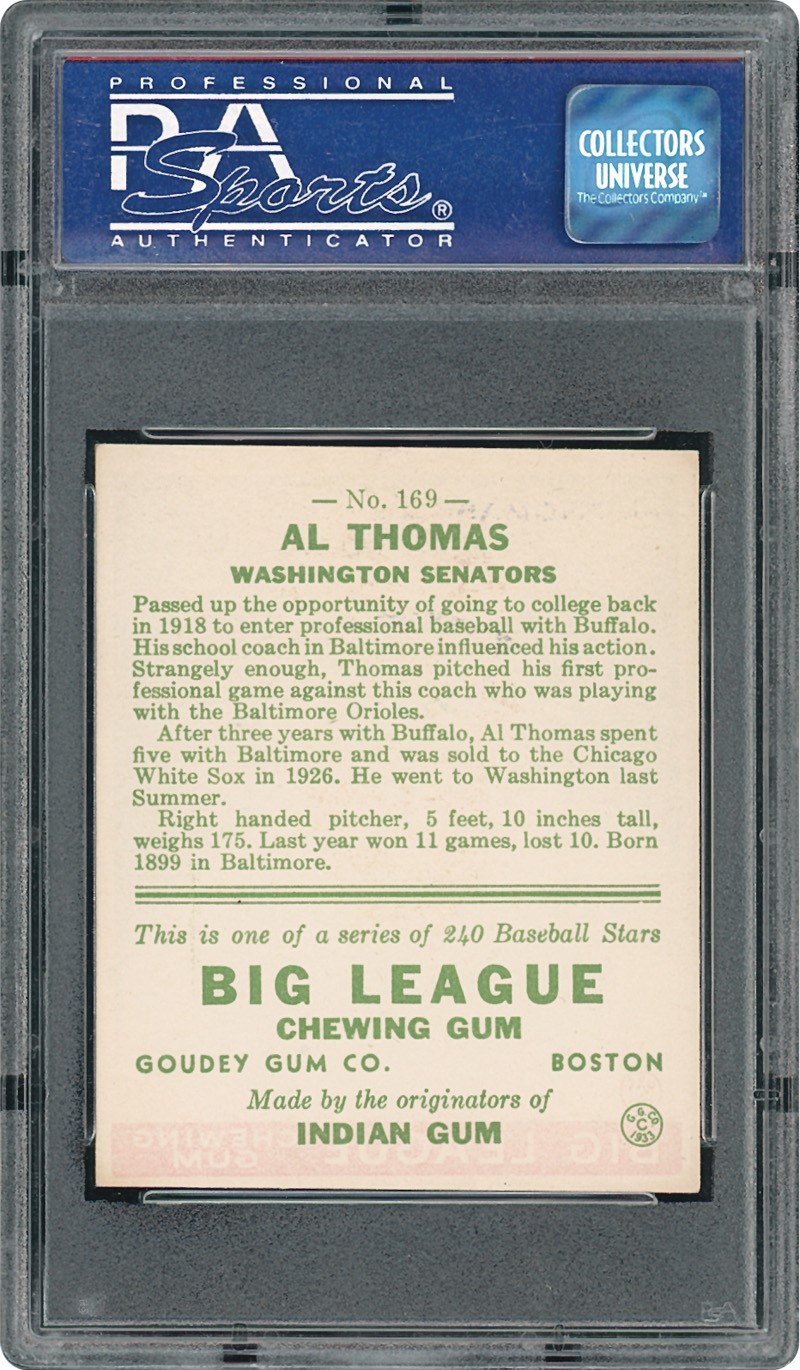 PROFESSIONAL
PSA
Sports®
AUTHENTICATOR
COLLECTORS
UNIVERSE
The Collectors Company™
— No. 169 —
AL THOMAS
WASHINGTON SENATORS
Passed up the opportunity of going to college back
in 1918 to enter professional baseball with Buffalo.
His school coach in Baltimore influenced his action.
Strangely enough, Thomas pitched his first pro-
fessional game against this coach who was playing
with the Baltimore Orioles.
After three years with Buffalo, Al Thomas spent
five with Baltimore and was sold to the Chicago
White Sox in 1926. He went to Washington last
Summer.
Right handed pitcher, 5 feet, 10 inches tall,
weighs 175. Last year won 11 games, lost 10. Born
1899 in Baltimore.
This is one of a series of 240 Baseball Stars
BIG LEAGUE
CHEWING GUM
GOUDEY GUM CO. BOSTON
Made by the originators of
INDIAN GUM
G.G.CO.
C
1933
BIG LEAGUE CHEWING
GUM
PSA